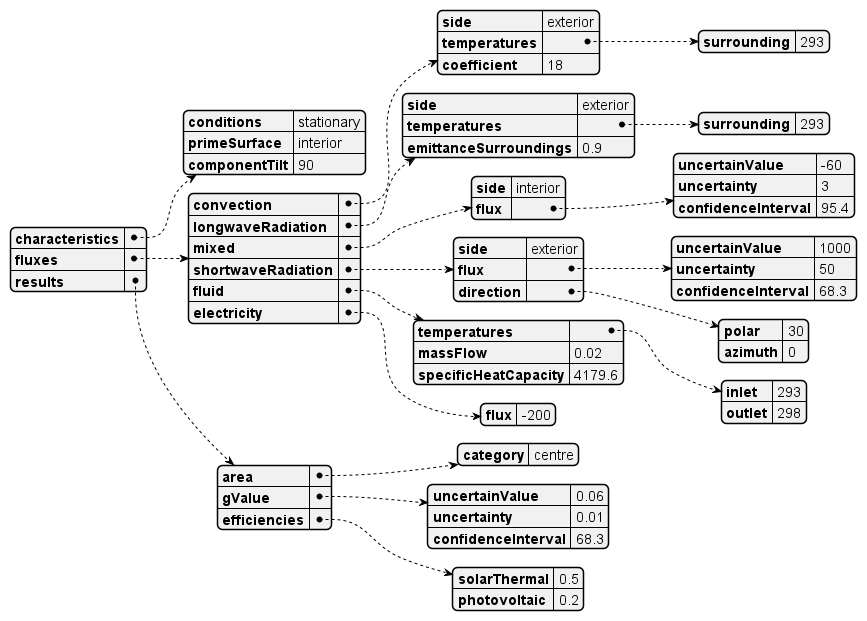 side exterior
temperatures
coefficient 18
surrounding 293
side exterior
temperatures
emittanceSurroundings 0.9
surrounding 293
conditions stationary
primeSurface interior
componentTilt 90
side interior
flux
uncertainValue -60
uncertainty 3
confidenceInterval 95.4
characteristics
fluxes
results
convection
longwaveRadiation
mixed
shortwaveRadiation
fluid
electricity
side exterior
flux
direction
uncertainValue 1000
uncertainty 50
confidenceInterval 68.3
polar 30
azimuth 0
temperatures
massFlow 0.02
specificHeatCapacity 4179.6
inlet 293
outlet 298
flux -200
area
gValue
efficiencies
category centre
uncertainValue 0.06
uncertainty 0.01
confidenceInterval 68.3
solarThermal 0.5
photovoltaic 0.2